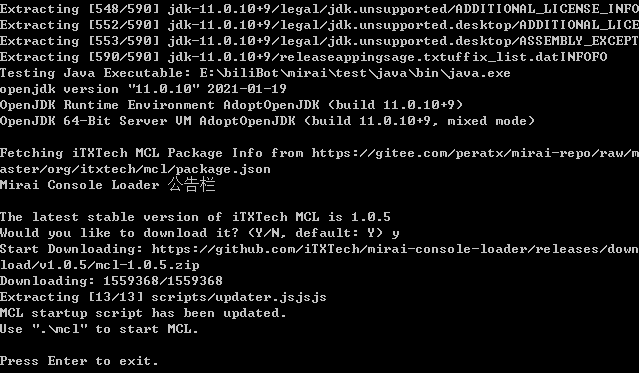 Extracting [548/590] jdk-11.0.10+9/legal/jdk.unsupported/ADDITIONAL_LICENSE_INFO
Extracting [552/590] jdk-11.0.10+9/legal/jdk.unsupported.desktop/ADDITIONAL_LICE
Extracting [553/590] jdk-11.0.10+9/legal/jdk.unsupported.desktop/ASSEMBLY_EXCEPT
Extracting [590/590] jdk-11.0.10+9/releaseappingsage.txtuffix_list.datINFOFO
Testing Java Executable: E:\biliBot\mirai\test\java\bin\java.exe
openjdk version "11.0.10" 2021-01-19
OpenJDK Runtime Environment AdoptOpenJDK (build 11.0.10+9)
OpenJDK 64-Bit Server VM AdoptOpenJDK (build 11.0.10+9, mixed mode)
Fetching iTXTech MCL Package Info from https://gitee.com/peratx/mirai-repo/raw/m
aster/org/itxtech/mcl/package.json
Mirai Console Loader 公告栏
The latest stable version of iTXTech MCL is 1.0.5
Would you like to download it? (Y/N, default: Y) y
Start Downloading: https://github.com/iTXTech/mirai-console-loader/releases/down
load/v1.0.5/mcl-1.0.5.zip
Downloading: 1559368/1559368
Extracting [13/13] scripts/updater.jsjsjs
MCL startup script has been updated.
Use ".\mcl" to start MCL.
Press Enter to exit.